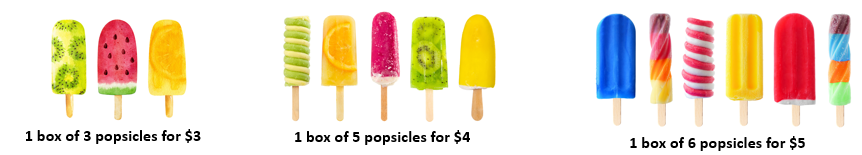 1 box of 3 popsicles for $3
1 box of 5 popsicles for $4
1 box of 6 popsicles for $5